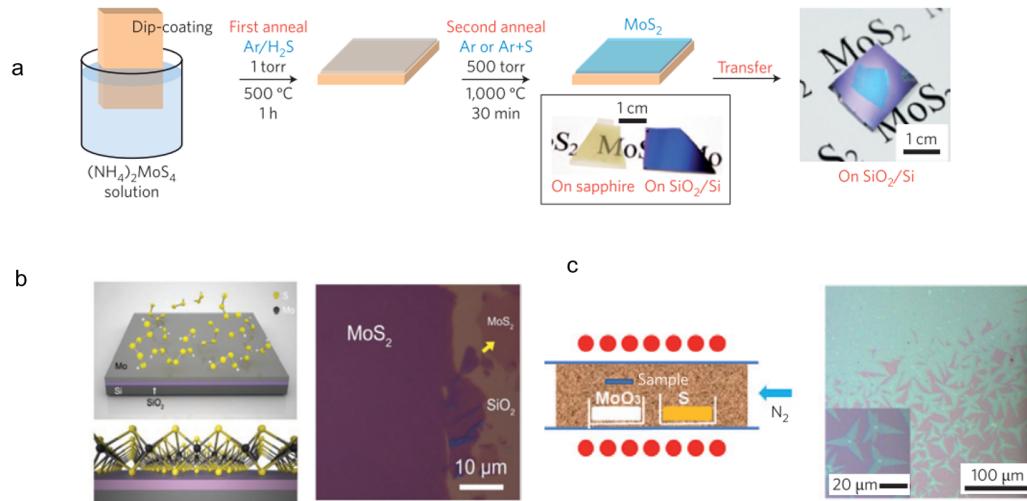 a
Dip-coating
(NH₄)₂MoS₄
solution
First anneal
Ar/H₂S
1 torr
500 °C
1 h
Second anneal
Ar or Ar+S
500 torr
1,000 °C
30 min
MoS₂
1 cm
MoS₂
On sapphire
On SiO₂/Si
Transfer
MoS₂
MoS₂
1 cm
On SiO₂/Si
b
S
Mo
Mo
Si
SiO₂
MoS₂
MoS₂
SiO₂
10 μm
c
Sample
MoO₃
S
N₂
20 μm
100 μm